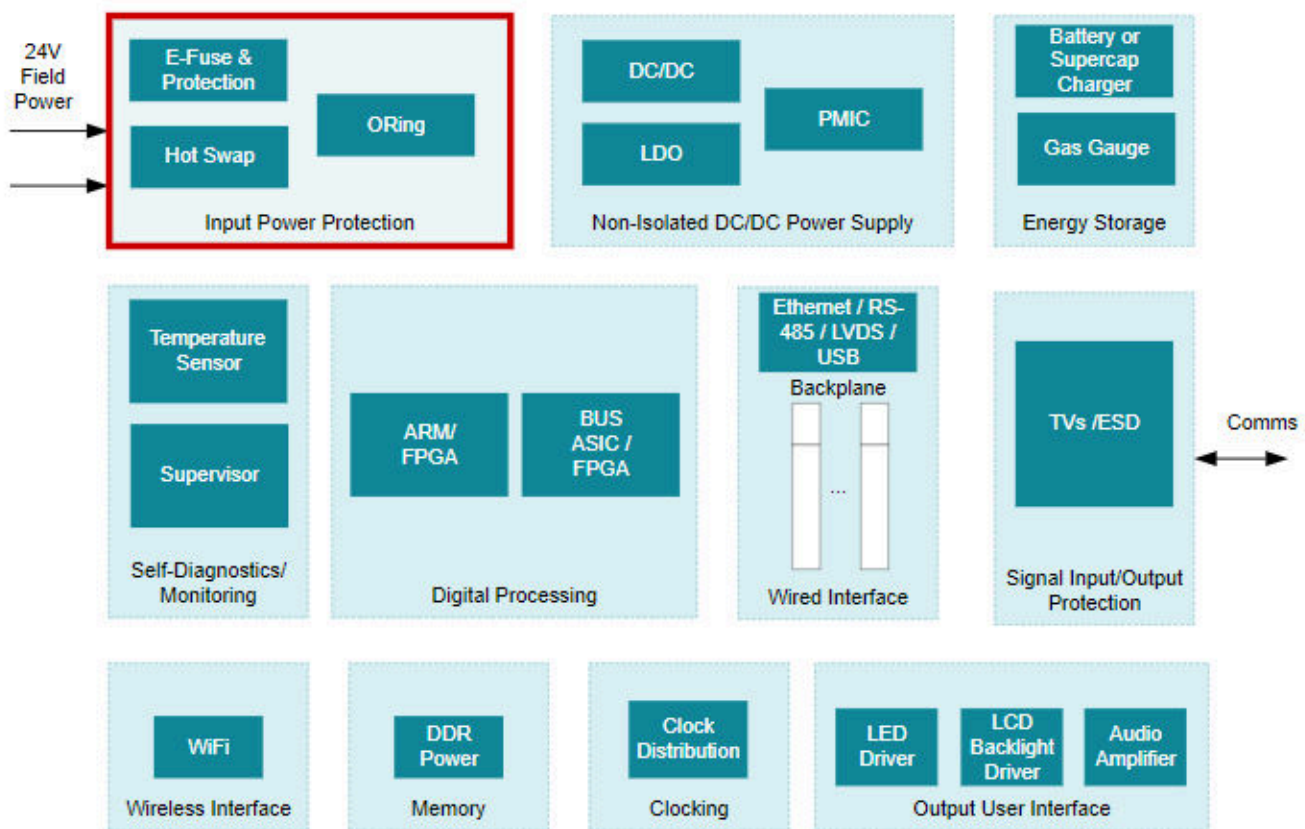 24V
Field
Power
E-Fuse &
Protection
Hot Swap
ORing
Input Power Protection
DC/DC
LDO
PMIC
Non-Isolated DC/DC Power Supply
Battery or
Supercap
Charger
Gas Gauge
Energy Storage
Temperature
Sensor
Supervisor
Self-Diagnostics/
Monitoring
ARM/
FPGA
BUS
ASIC /
FPGA
Digital Processing
Ethernet / RS-
485 / LVDS /
USB
Backplane
...
Wired Interface
TVs /ESD
Signal Input/Output
Protection
Comms
WiFi
Wireless Interface
DDR
Power
Memory
Clock
Distribution
Clocking
LED
Driver
LCD
Backlight
Driver
Audio
Amplifier
Output User Interface